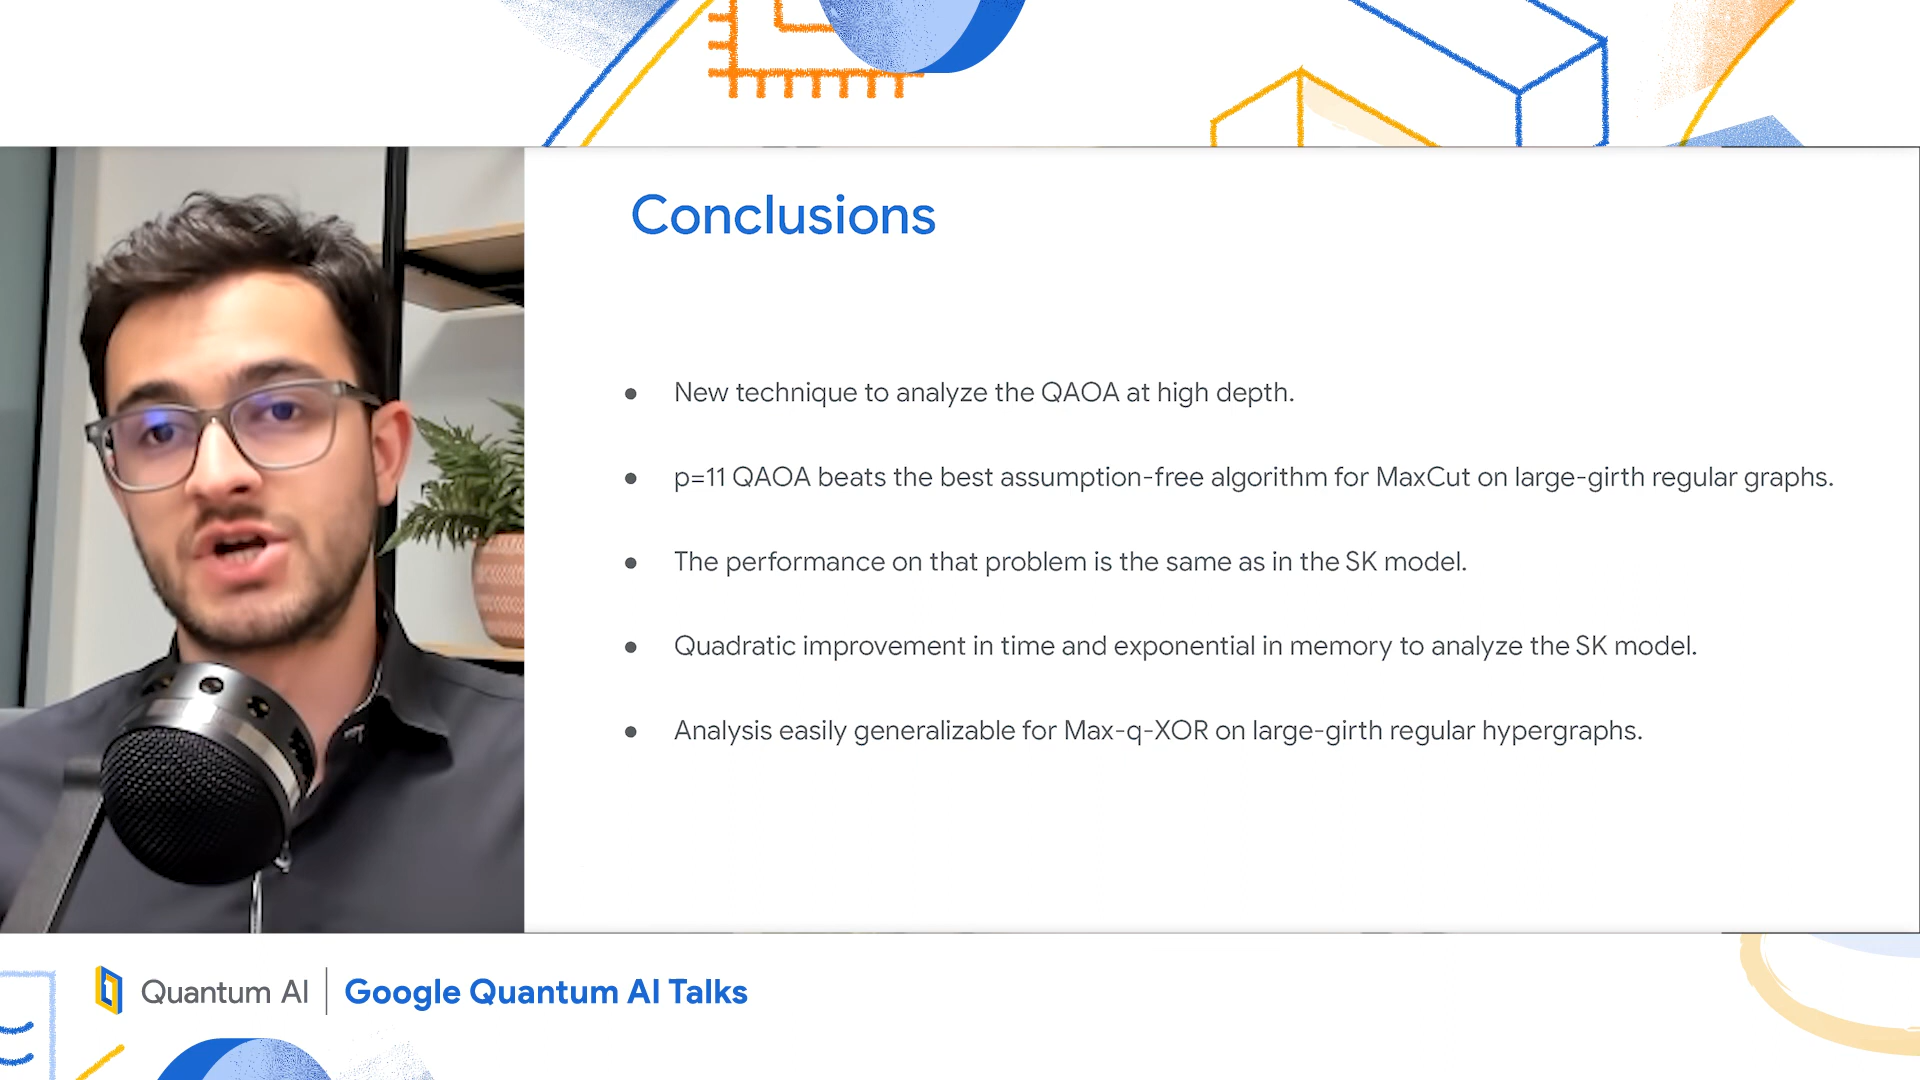 Conclusions
● New technique to analyze the QAOA at high depth.
● p=11 QAOA beats the best assumption-free algorithm for MaxCut on large-girth regular graphs.
● The performance on that problem is the same as in the SK model.
● Quadratic improvement in time and exponential in memory to analyze the SK model.
● Analysis easily generalizable for Max-q-XOR on large-girth regular hypergraphs.
Quantum AI | Google Quantum AI Talks